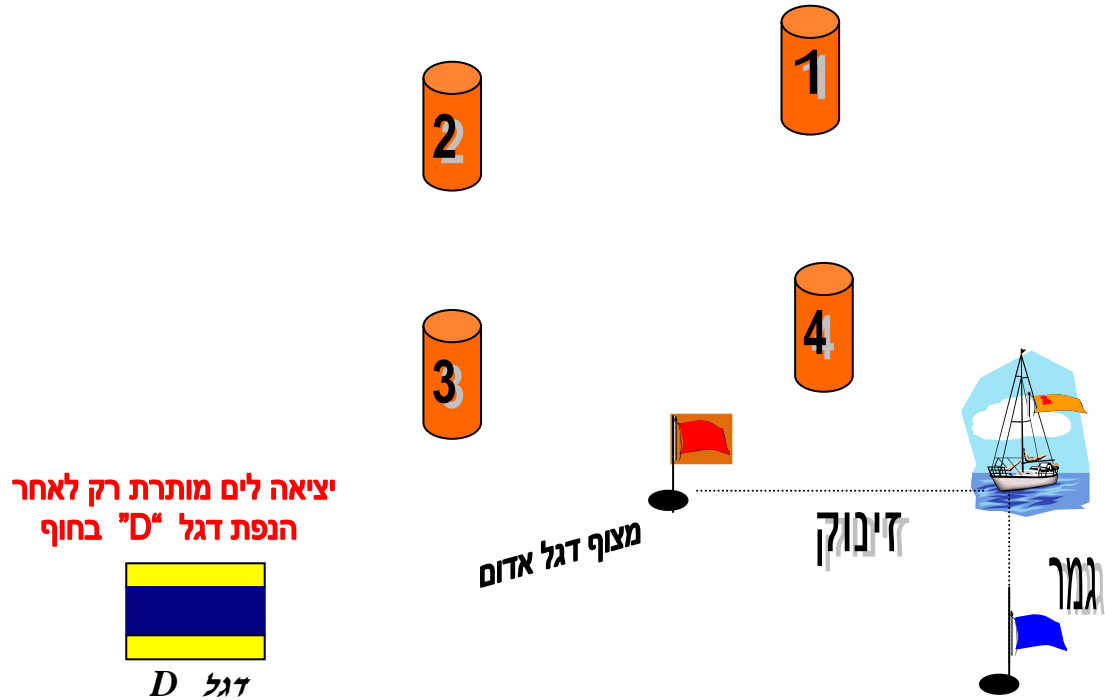 1
2
4
3
יציאה לים מותרת רק לאחר
הנפת דגל "D" בחוף
מצוף דגל אדום
זינוק
גמר
דגל D